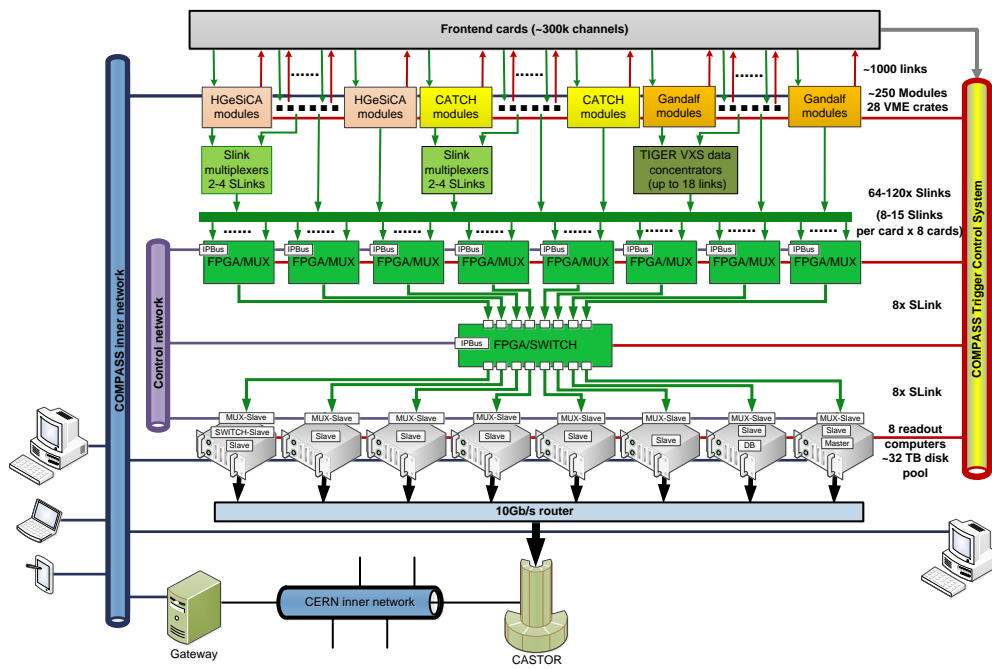 Frontend cards (~300k channels)
~1000 links
HGeSiCA
modules
HGeSiCA
modules
CATCH
modules
CATCH
modules
Gandalf
modules
Gandalf
modules
~250 Modules
28 VME crates
Slink
multiplexers
2-4 SLinks
Slink
multiplexers
2-4 SLinks
TIGER VXS data
concentrators
(up to 18 links)
64-120x Slinks
(8-15 Slinks
per card x 8 cards)
IPBus
FPGA/MUX
IPBus
FPGA/MUX
IPBus
FPGA/MUX
IPBus
FPGA/MUX
IPBus
FPGA/MUX
IPBus
FPGA/MUX
IPBus
FPGA/MUX
IPBus
FPGA/MUX
8x SLink
COMPASS inner network
Control network
COMPASS Trigger Control System
IPBus
FPGA/SWITCH
8x SLink
MUX-Slave
SWITCH-Slave
Slave
MUX-Slave
Slave
MUX-Slave
Slave
MUX-Slave
Slave
MUX-Slave
Slave
MUX-Slave
Slave
MUX-Slave
Slave
DB
MUX-Slave
Slave
Master
8 readout
computers
~32 TB disk
pool
10Gb/s router
CERN inner network
Gateway
CASTOR